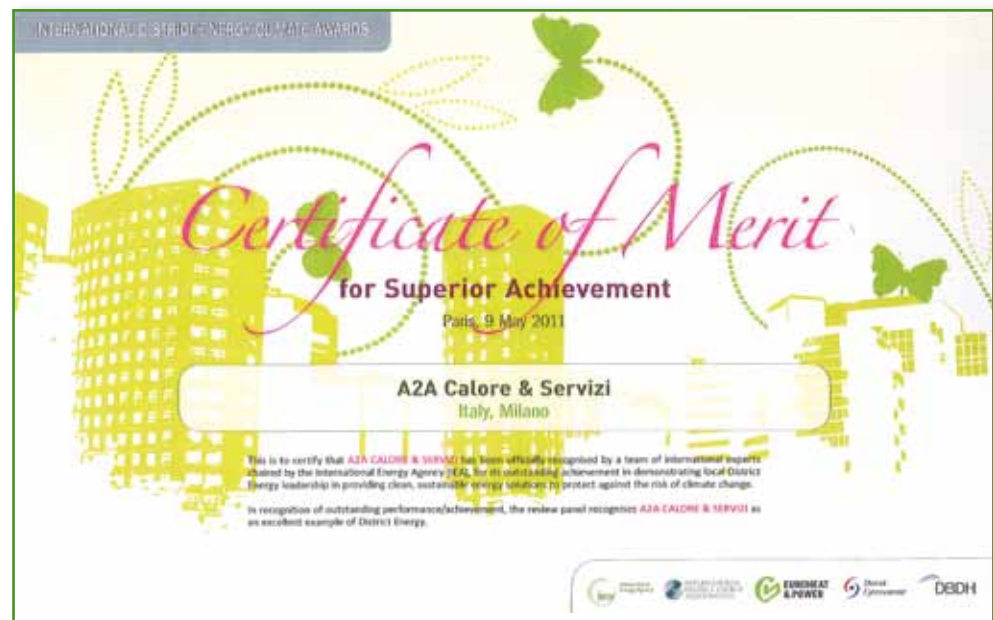 INTERNATIONAL DISTRICT ENERGY CLIMATE AWARDS
Certificate of Merit
for Superior Achievement
Paris, 9 May 2011
A2A Calore & Servizi
Italy, Milano
This is to certify that A2A CALORE & SERVIZI has been officially recognised by a team of international experts
chaired by the International Energy Agency (IEA), for its outstanding achievement in demonstrating local District
Energy leadership in providing clean, sustainable energy solutions to protect against the risk of climate change.
In recognition of outstanding performance/achievement, the review panel recognises A2A CALORE & SERVIZI as
an excellent example of District Energy.
EUROHEAT
& POWER
DBDH